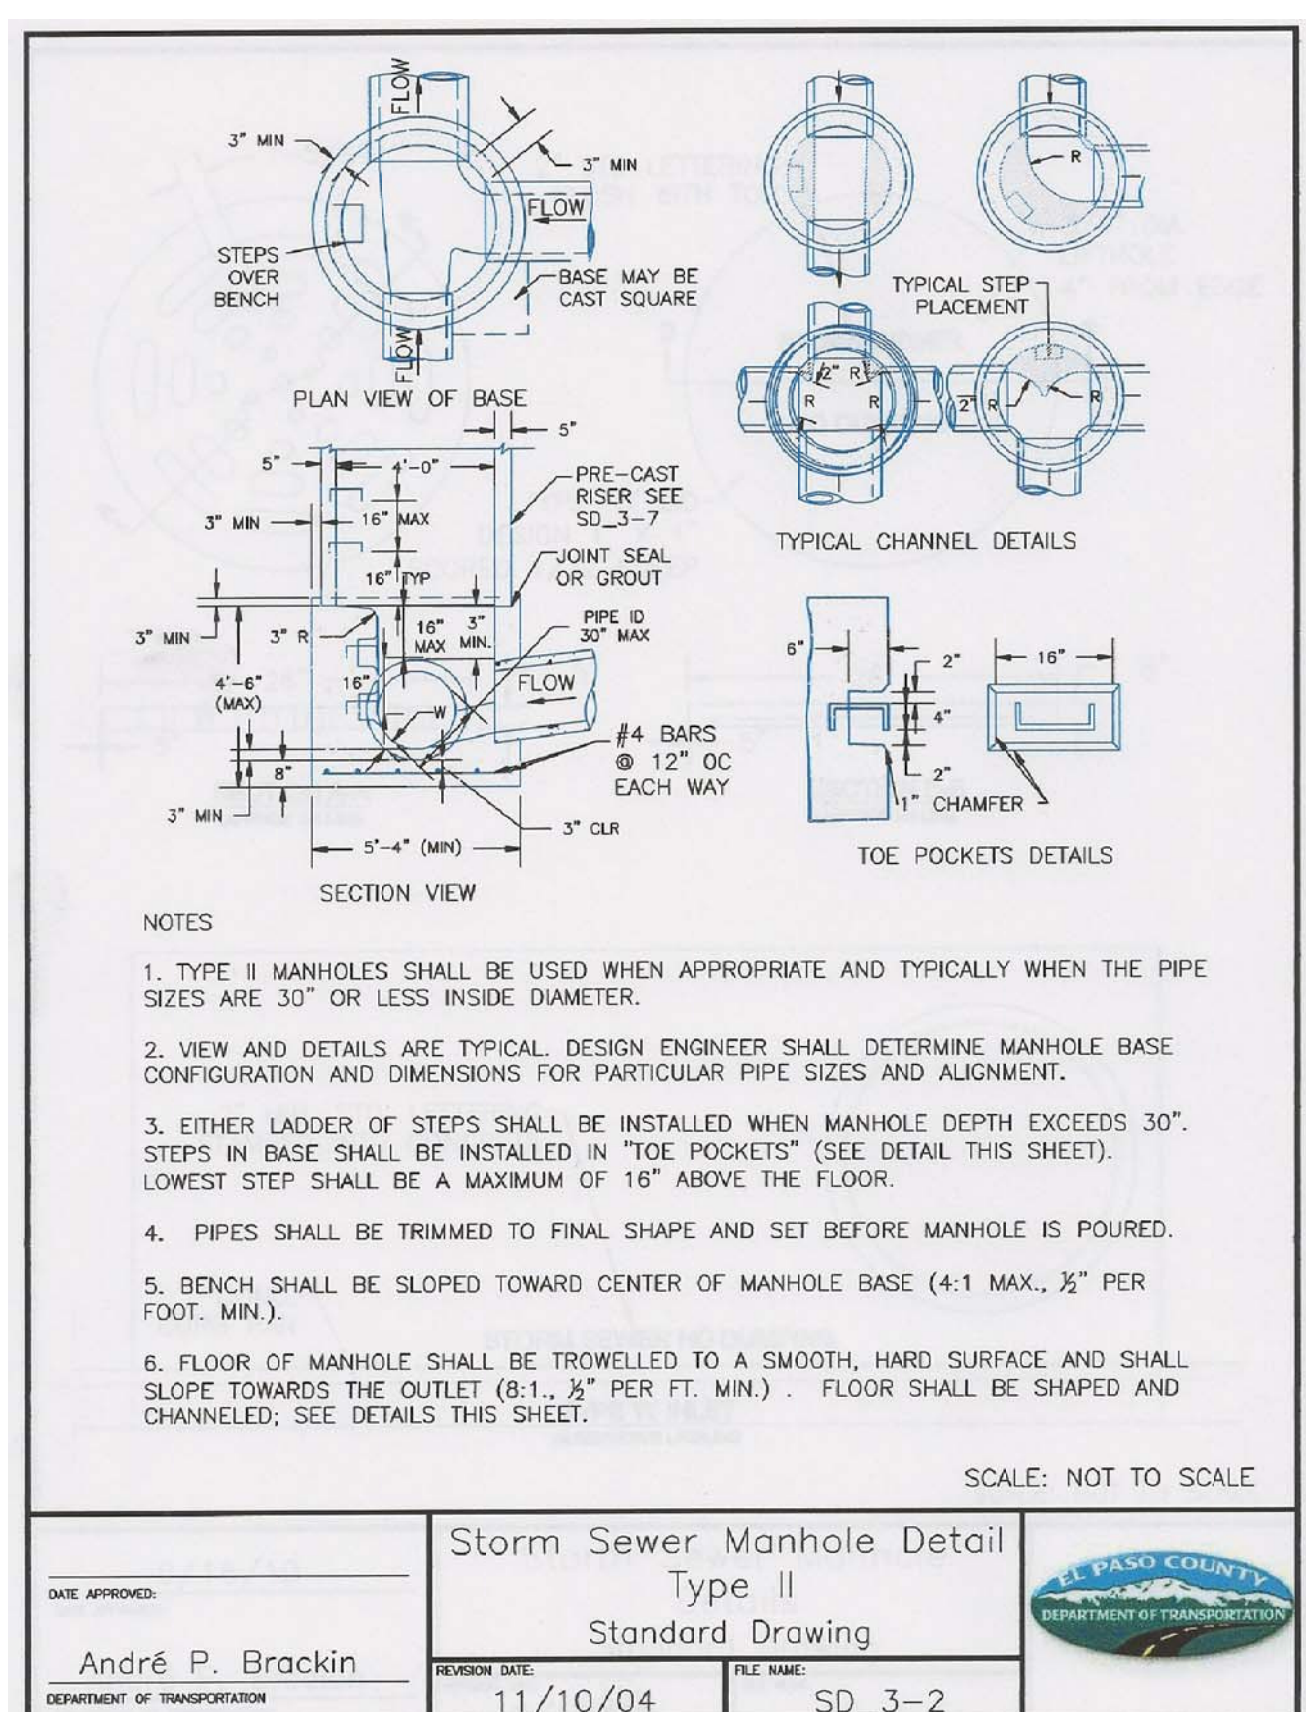 FLOW
3" MIN
3" MIN
FLOW
STEPS
OVER
BENCH
BASE MAY BE
CAST SQUARE
FLOW
PLAN VIEW OF BASE
R
TYPICAL STEP
PLACEMENT
2" R
R R
2" R R
TYPICAL CHANNEL DETAILS
5"
5" 4'-0"
PRE-CAST
RISER SEE
SD_3-7
3" MIN 16" MAX
JOINT SEAL
OR GROUT
16" TYP
3" MIN 3" R
16"
MAX
3"
MIN.
PIPE ID
30" MAX
4'-6"
(MAX)
16"
FLOW
W
#4 BARS
@ 12" OC
EACH WAY
8"
3" MIN
3" CLR
5'-4" (MIN)
SECTION VIEW
6" 2" 16"
4"
2"
1" CHAMFER
TOE POCKETS DETAILS
NOTES
1. TYPE II MANHOLES SHALL BE USED WHEN APPROPRIATE AND TYPICALLY WHEN THE PIPE
SIZES ARE 30" OR LESS INSIDE DIAMETER.
2. VIEW AND DETAILS ARE TYPICAL. DESIGN ENGINEER SHALL DETERMINE MANHOLE BASE
CONFIGURATION AND DIMENSIONS FOR PARTICULAR PIPE SIZES AND ALIGNMENT.
3. EITHER LADDER OF STEPS SHALL BE INSTALLED WHEN MANHOLE DEPTH EXCEEDS 30".
STEPS IN BASE SHALL BE INSTALLED IN "TOE POCKETS" (SEE DETAIL THIS SHEET).
LOWEST STEP SHALL BE A MAXIMUM OF 16" ABOVE THE FLOOR.
4. PIPES SHALL BE TRIMMED TO FINAL SHAPE AND SET BEFORE MANHOLE IS POURED.
5. BENCH SHALL BE SLOPED TOWARD CENTER OF MANHOLE BASE (4:1 MAX., ½" PER
FOOT. MIN.).
6. FLOOR OF MANHOLE SHALL BE TROWELLED TO A SMOOTH, HARD SURFACE AND SHALL
SLOPE TOWARDS THE OUTLET (8:1., ½" PER FT. MIN.) . FLOOR SHALL BE SHAPED AND
CHANNELED; SEE DETAILS THIS SHEET.
SCALE: NOT TO SCALE
DATE APPROVED:
André P. Brackin
DEPARTMENT OF TRANSPORTATION
Storm Sewer Manhole Detail
Type II
Standard Drawing
REVISION DATE:
11/10/04
FILE NAME:
SD_3-2
EL PASO COUNTY
DEPARTMENT OF TRANSPORTATION